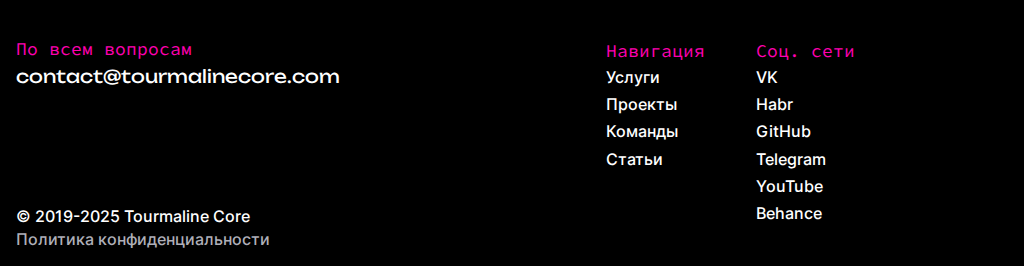 По всем вопросам
contact@tourmalinecore.com
Навигация
Услуги
Проекты
Команды
Статьи
Соц. сети
VK
Habr
GitHub
Telegram
YouTube
Behance
© 2019-2025 Tourmaline Core
Политика конфиденциальности